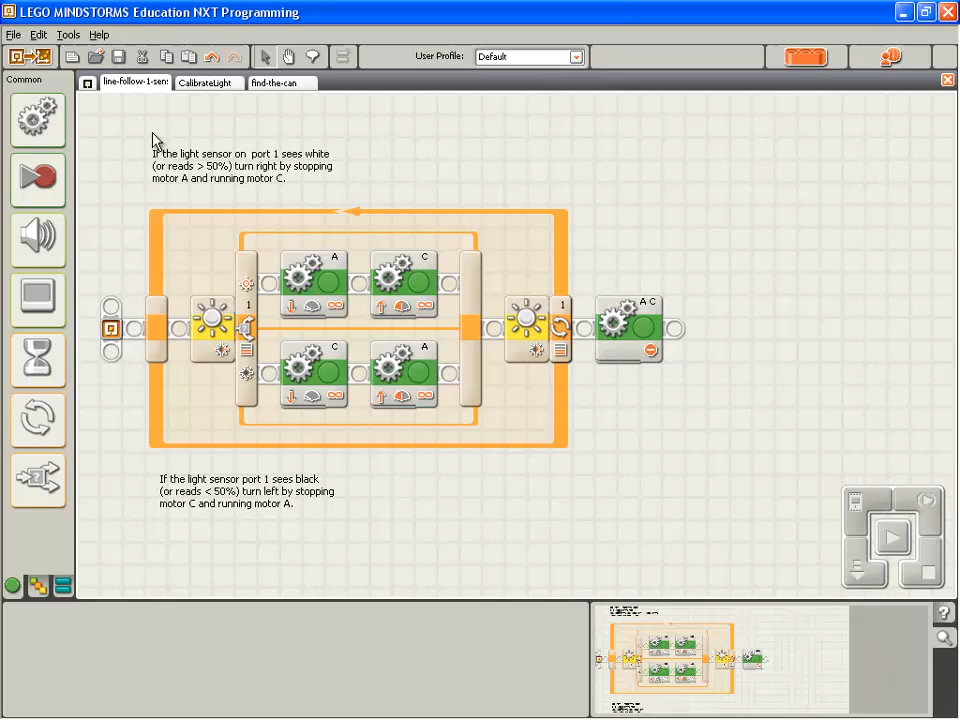 LEGO MINDSTORMS Education NXT Programming
File Edit Tools Help
User Profile: Default
Common
line-follow-1-sen: CalibrateLight find-the-can
If the light sensor on port 1 sees white
(or reads > 50%) turn right by stopping
motor A and running motor C.
A C
1 1 A C
C A
If the light sensor port 1 sees black
(or reads < 50%) turn left by stopping
motor C and running motor A.
?